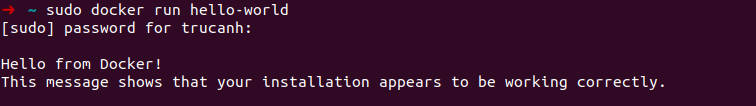 ➜ ~ sudo docker run hello-world
[sudo] password for trucanh:
Hello from Docker!
This message shows that your installation appears to be working correctly.